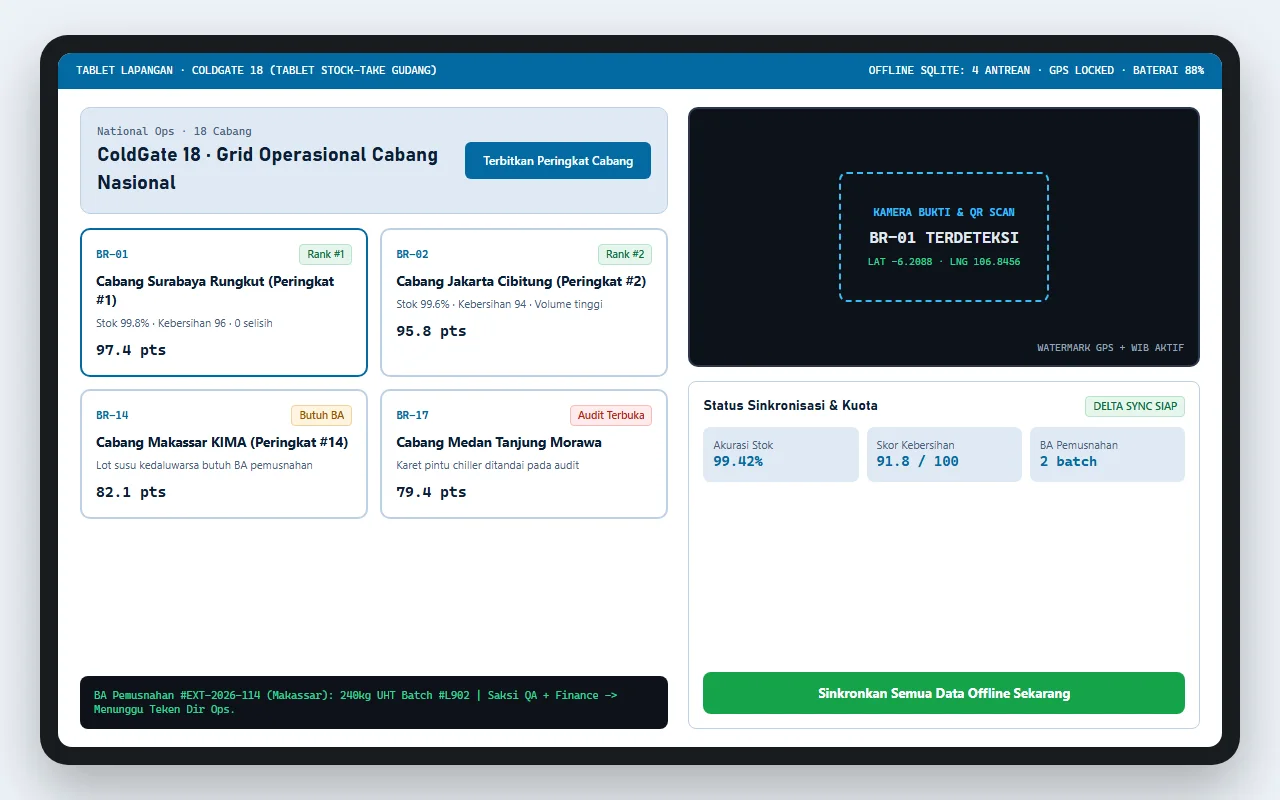 TABLET LAPANGAN · COLDGATE 18 (TABLET STOCK-TAKE GUDANG)
OFFLINE SQLITE: 4 ANTREAN · GPS LOCKED · BATERAI 88%
National Ops · 18 Cabang
ColdGate 18 · Grid Operasional Cabang
Nasional
Terbitkan Peringkat Cabang
BR-01
Rank #1
Cabang Surabaya Rungkut (Peringkat
#1)
Stok 99.8% · Kebersihan 96 · 0 selisih
97.4 pts
BR-02
Rank #2
Cabang Jakarta Cibitung (Peringkat #2)
Stok 99.6% · Kebersihan 94 · Volume tinggi
95.8 pts
BR-14
Butuh BA
Cabang Makassar KIMA (Peringkat #14)
Lot susu kedaluwarsa butuh BA pemusnahan
82.1 pts
BR-17
Audit Terbuka
Cabang Medan Tanjung Morawa
Karet pintu chiller ditandai pada audit
79.4 pts
BA Pemusnahan #EXT-2026-114 (Makassar): 240kg UHT Batch #L902 | Saksi QA + Finance ->
Menunggu Teken Dir Ops.
KAMERA BUKTI & QR SCAN
BR-01 TERDETEKSI
LAT -6.2088 · LNG 106.8456
WATERMARK GPS + WIB AKTIF
Status Sinkronisasi & Kuota
DELTA SYNC SIAP
Akurasi Stok
99.42%
Skor Kebersihan
91.8 / 100
BA Pemusnahan
2 batch
Sinkronkan Semua Data Offline Sekarang